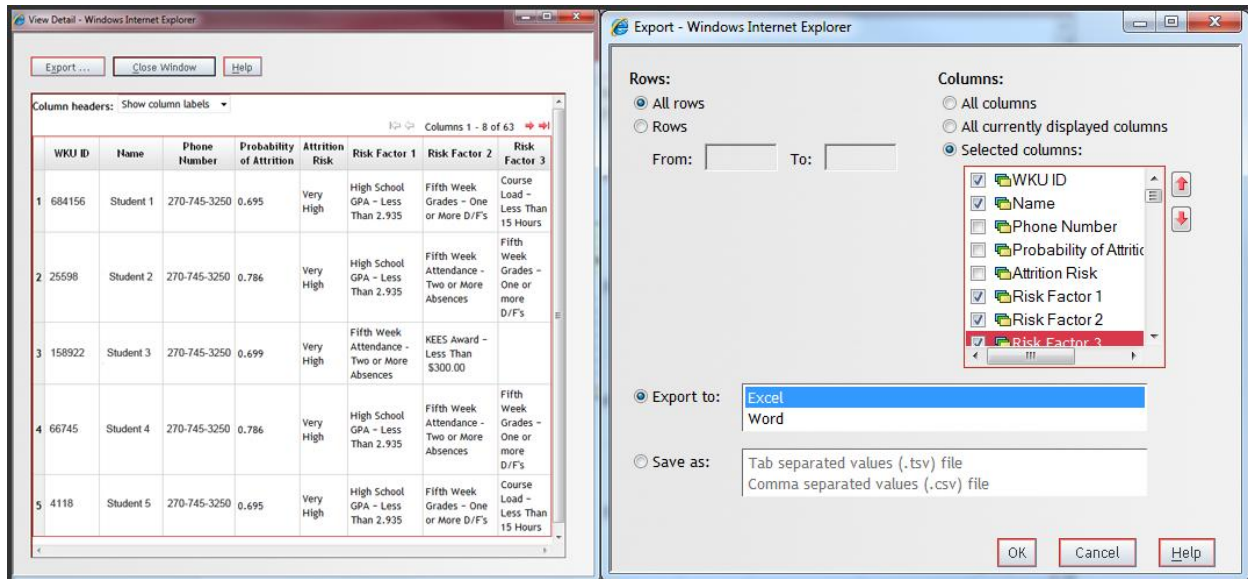 View Detail - Windows Internet Explorer
Export ... Close Window Help
Column headers: Show column labels
Columns 1 - 8 of 63
WKU ID Name Phone Number Probability of Attrition Attrition Risk Risk Factor 1 Risk Factor 2 Risk Factor 3
1 684156 Student 1 270-745-3250 0.695 Very High High School GPA - Less Than 2.935 Fifth Week Grades - One or More D/F's Course Load - Less Than 15 Hours
2 25598 Student 2 270-745-3250 0.786 Very High High School GPA - Less Than 2.935 Fifth Week Attendance - Two or More Absences Fifth Week Grades - One or more D/F's
3 158922 Student 3 270-745-3250 0.699 Very High Fifth Week Attendance - Two or More Absences KEES Award - Less Than $300.00
4 66745 Student 4 270-745-3250 0.786 Very High High School GPA - Less Than 2.935 Fifth Week Attendance - Two or More Absences Fifth Week Grades - One or more D/F's
5 4118 Student 5 270-745-3250 0.695 Very High High School GPA - Less Than 2.935 Fifth Week Grades - One or More D/F's Course Load - Less Than 15 Hours
Export - Windows Internet Explorer
Rows:
All rows
Rows
From: To:
Columns:
All columns
All currently displayed columns
Selected columns:
WKU ID
Name
Phone Number
Probability of Attritic
Attrition Risk
Risk Factor 1
Risk Factor 2
Risk Factor 3
Export to: Excel
Word
Save as: Tab separated values (.tsv) file
Comma separated values (.csv) file
OK Cancel Help